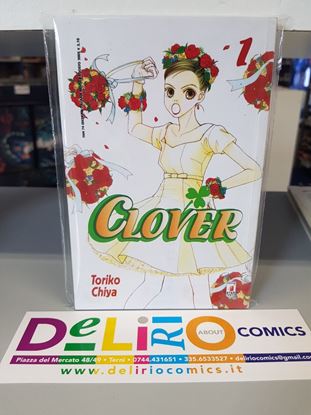 1
CLOVER
Toriko
Chiya
DeLiRiO
ABOUT
COMICS
Piazza del Mercato 48/49 • Terni • 0744.431651 • 335.6533527 • deliriocomics@gmail.com
www.deliriocomics.it